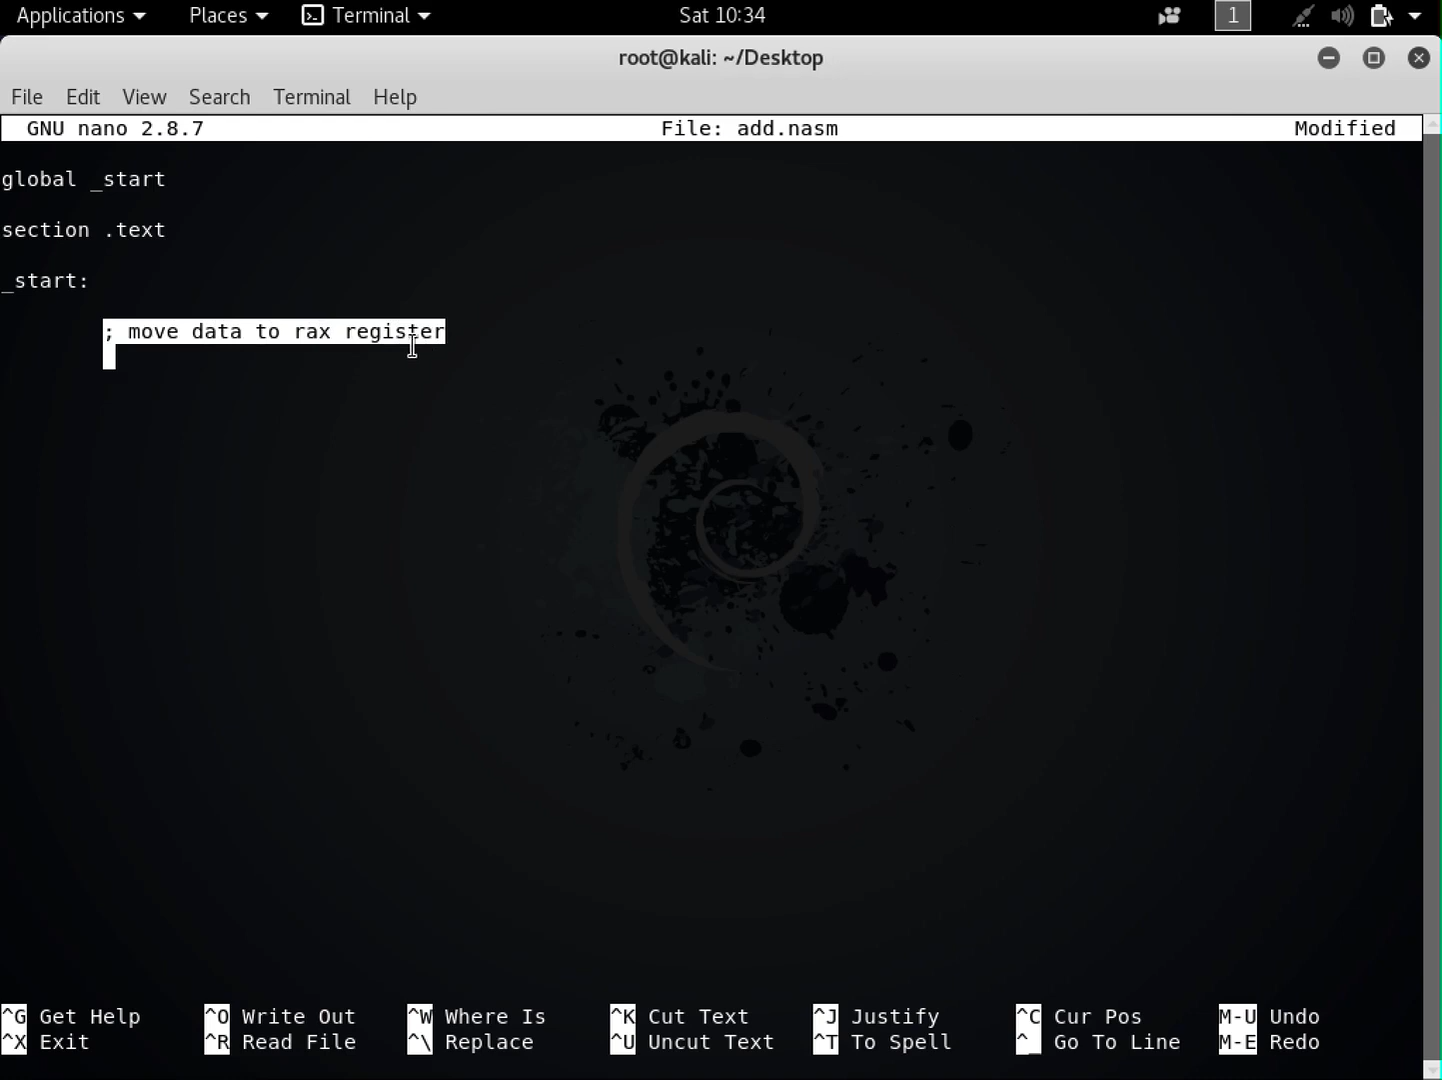 Applications Places Terminal Sat 10:34 1
root@kali: ~/Desktop
File Edit View Search Terminal Help
GNU nano 2.8.7 File: add.nasm Modified
global _start
section .text
_start:
; move data to rax register
^G Get Help ^O Write Out ^W Where Is ^K Cut Text ^J Justify ^C Cur Pos M-U Undo
^X Exit ^R Read File ^\ Replace ^U Uncut Text ^T To Spell ^_ Go To Line M-E Redo